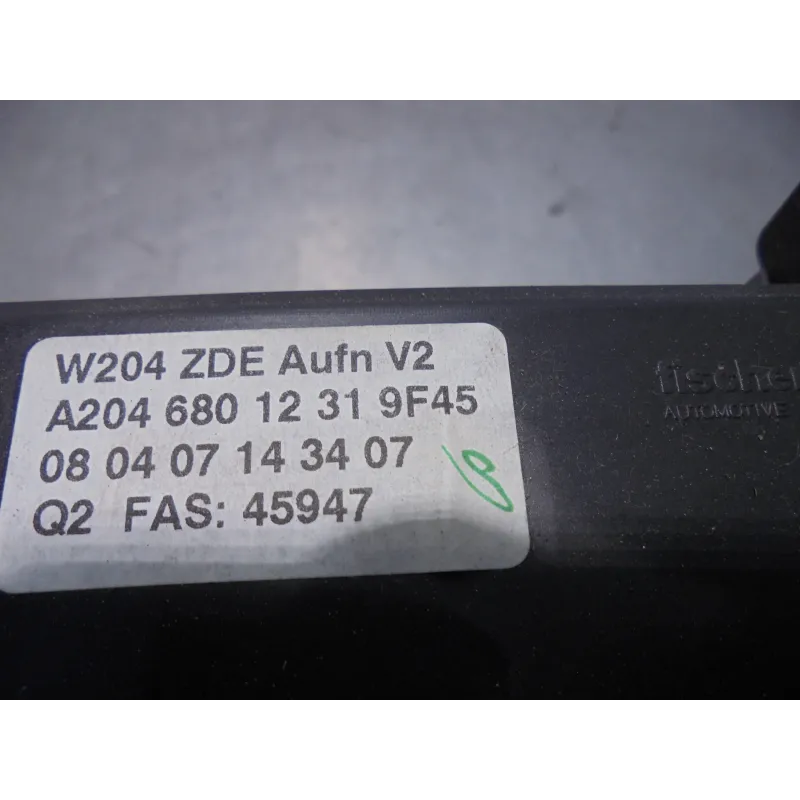 W204 ZDE Aufn V2
A204 680 12 31 9F45
08 04 07 14 34 07
Q2 FAS: 45947
fischer
AUTOMOTIVE